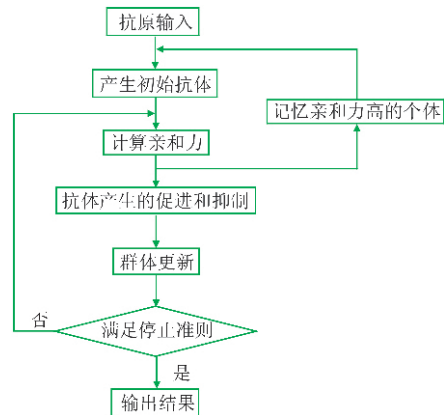 抗原输入
产生初始抗体
记忆亲和力高的个体
计算亲和力
抗体产生的促进和抑制
群体更新
否
满足停止准则
是
输出结果